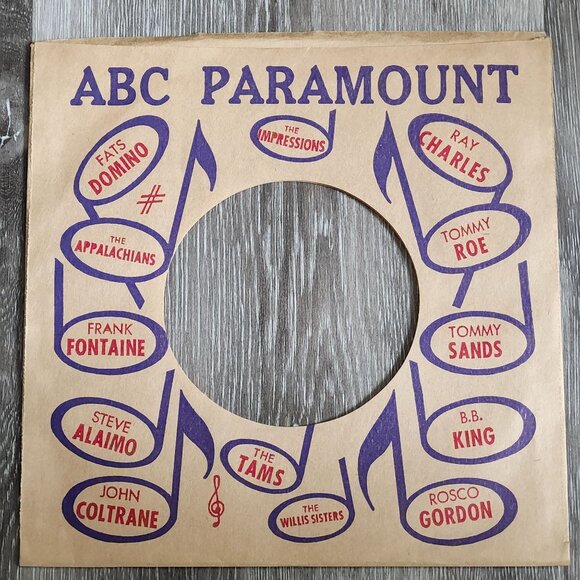 ABC PARAMOUNT
FATS
DOMINO
THE
IMPRESSIONS
RAY
CHARLES
THE
APPALACHIANS
TOMMY
ROE
FRANK
FONTAINE
TOMMY
SANDS
STEVE
ALAIMO
B.B.
KING
THE
TAMS
JOHN
COLTRANE
THE
WILLIS SISTERS
ROSCO
GORDON